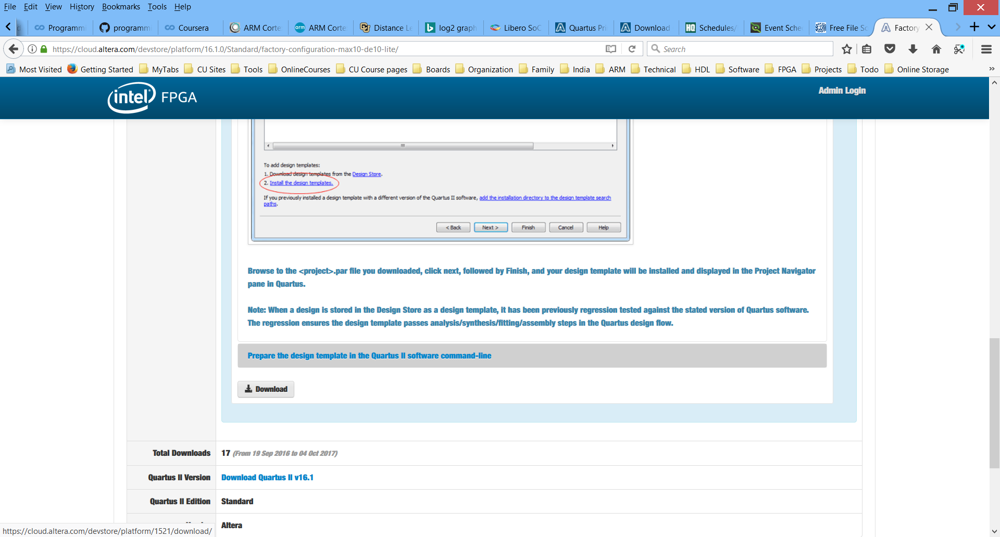 File Edit View History Bookmarks Tools Help
Programmi programmi Coursera ARM Corte ARM Corte Distance Le log2 graph Libero SoC Quartus Pri Download Schedules/ Event Sche Free File Sc Factory
https://cloud.altera.com/devstore/platform/16.1.0/Standard/factory-configuration-max10-de10-lite/ Search
Most Visited Getting Started MyTabs CU Sites Tools OnlineCourses CU Course pages Boards Organization Family India ARM Technical HDL Software FPGA Projects Todo Online Storage »
intel FPGA
Admin Login
To add design templates:
1. Download design templates from the Design Store.
2. Install the design templates.
If you previously installed a design template with a different version of the Quartus II software, add the installation directory to the design template search
paths.
< Back Next > Finish Cancel Help
Browse to the <project>.par file you downloaded, click next, followed by Finish, and your design template will be installed and displayed in the Project Navigator
pane in Quartus.
Note: When a design is stored in the Design Store as a design template, it has been previously regression tested against the stated version of Quartus software.
The regression ensures the design template passes analysis/synthesis/fitting/assembly steps in the Quartus design flow.
Prepare the design template in the Quartus II software command-line
Download
Total Downloads 17 (From 19 Sep 2016 to 04 Oct 2017)
Quartus II Version Download Quartus II v16.1
Quartus II Edition Standard
Altera
https://cloud.altera.com/devstore/platform/1521/download/